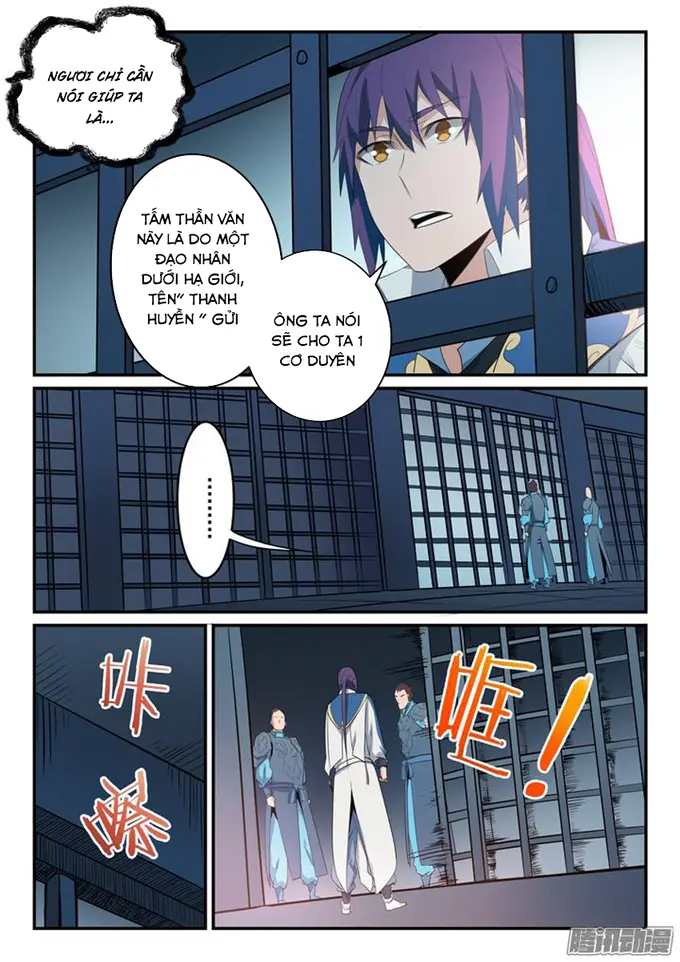 NGƯƠI CHỈ CẦN
NÓI GIÚP TA
LÀ...
TẤM THẦN VĂN
NÀY LÀ DO MỘT
ĐẠO NHÂN
DƯỚI HẠ GIỚI,
TÊN" THANH
HUYỀN " GỬI
ÔNG TA NÓI
SẼ CHO TA 1
CƠ DUYÊN
........
咔
嚓
哐!
腾讯动漫